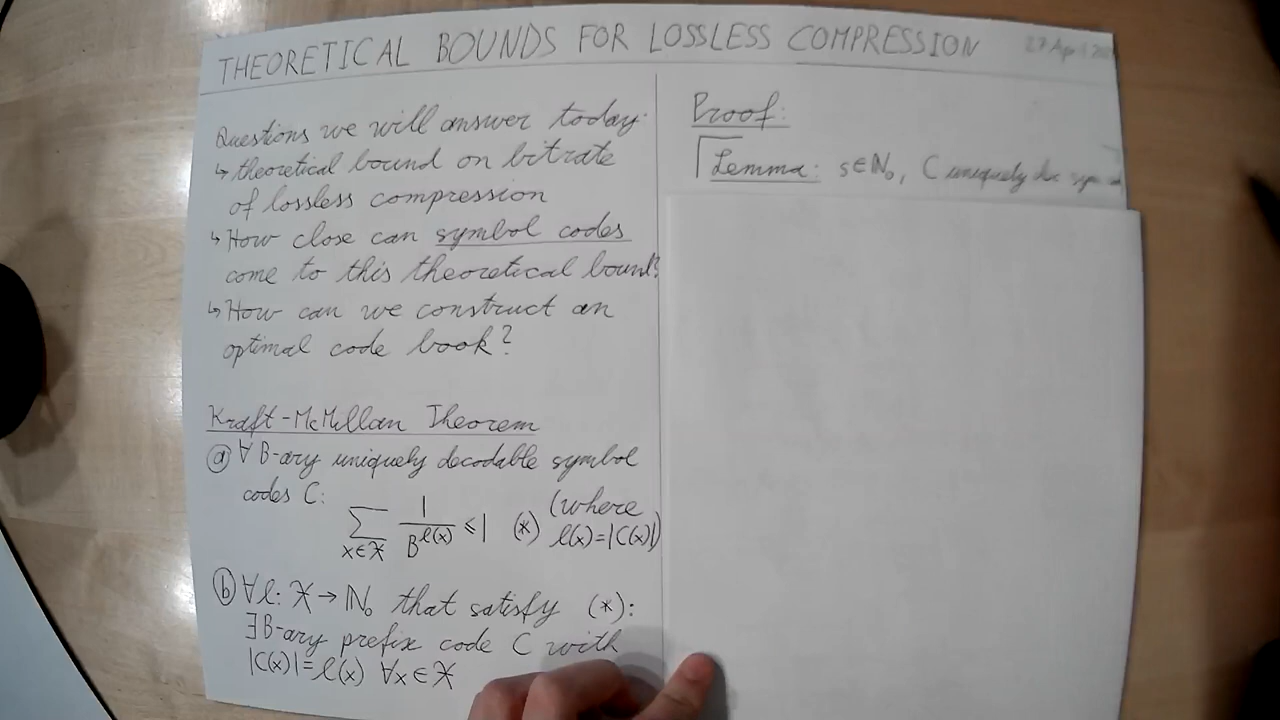 THEORETICAL BOUNDS FOR LOSSLESS COMPRESSION
27 April
Questions we will answer today:
↳ theoretical bound on bitrate
of lossless compression
↳ How close can symbol codes
come to this theoretical bound?
↳ How can we construct an
optimal code book?
Kraft-McMillan Theorem
ⓐ ∀ B-ary uniquely decodable symbol
codes C:
∑_{x∈𝔛} 1/B^{ℓ(x)} ≤ 1 (*) (where
ℓ(x)=|C(x)|)
ⓑ ∀ℓ: 𝔛 → ℕ₀ that satisfy (*):
∃ B-ary prefix code C with
|C(x)|=ℓ(x) ∀x∈𝔛
Proof:
Lemma: s∈ℕ₀, C uniquely